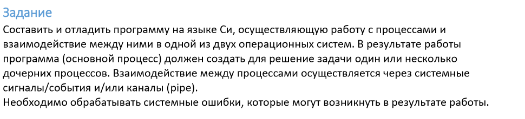 Задание
Составить и отладить программу на языке Си, осуществляющую работу с процессами и
взаимодействие между ними в одной из двух операционных систем. В результате работы
программа (основной процесс) должен создать для решение задачи один или несколько
дочерних процессов. Взаимодействие между процессами осуществляется через системные
сигналы/события и/или каналы (pipe).
Необходимо обрабатывать системные ошибки, которые могут возникнуть в результате работы.